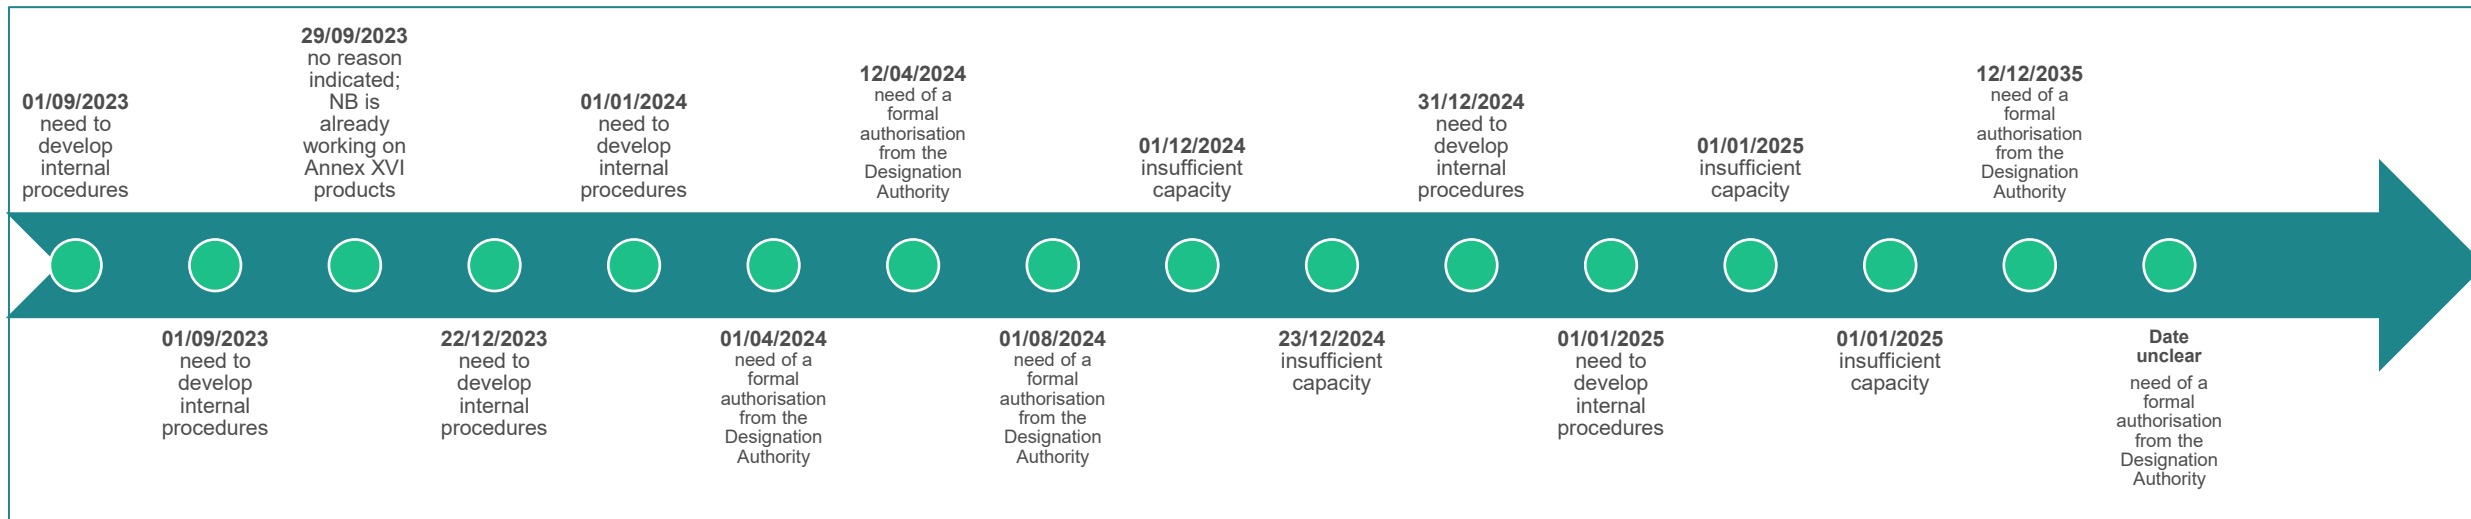 01/09/2023
need to
develop
internal
procedures
01/09/2023
need to
develop
internal
procedures
29/09/2023
no reason
indicated;
NB is
already
working on
Annex XVI
products
22/12/2023
need to
develop
internal
procedures
01/01/2024
need to
develop
internal
procedures
01/04/2024
need of a
formal
authorisation
from the
Designation
Authority
12/04/2024
need of a
formal
authorisation
from the
Designation
Authority
01/08/2024
need of a
formal
authorisation
from the
Designation
Authority
01/12/2024
insufficient
capacity
23/12/2024
insufficient
capacity
31/12/2024
need to
develop
internal
procedures
01/01/2025
need to
develop
internal
procedures
01/01/2025
insufficient
capacity
01/01/2025
insufficient
capacity
12/12/2035
need of a
formal
authorisation
from the
Designation
Authority
Date
unclear
need of a
formal
authorisation
from the
Designation
Authority